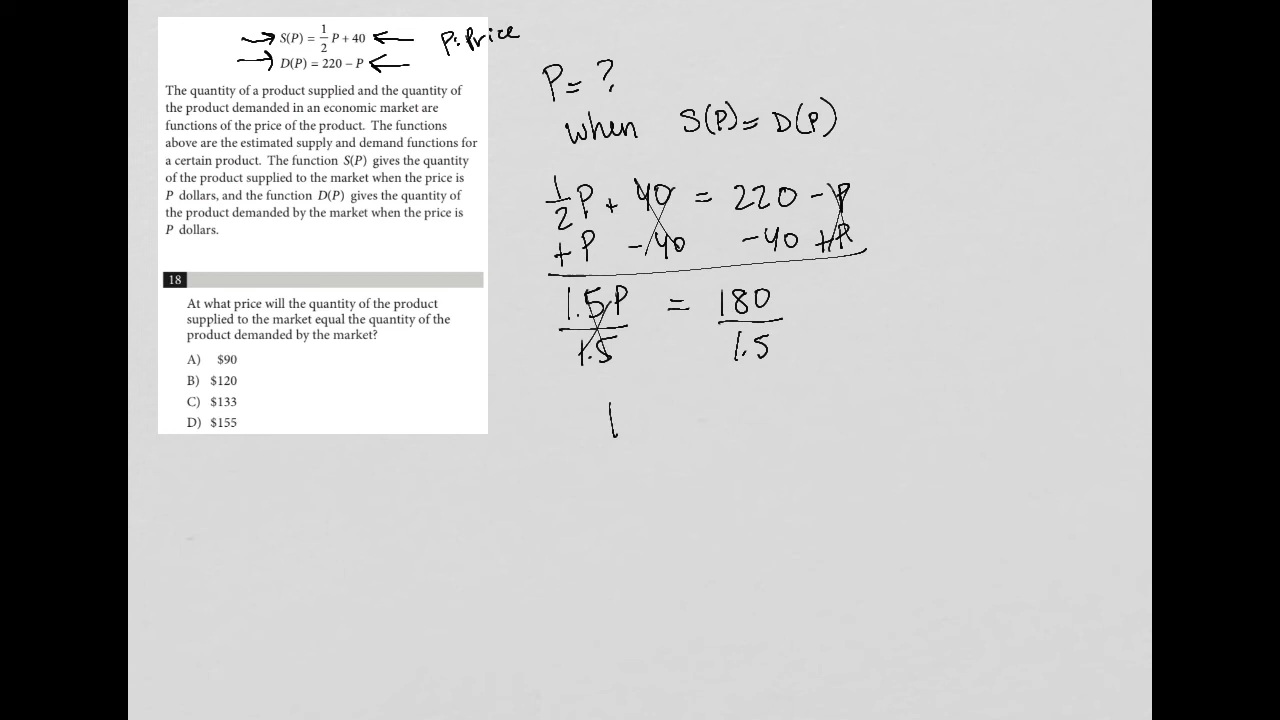 S(P) = 1/2 P + 40
D(P) = 220 − P
P: Price
The quantity of a product supplied and the quantity of
the product demanded in an economic market are
functions of the price of the product. The functions
above are the estimated supply and demand functions for
a certain product. The function S(P) gives the quantity
of the product supplied to the market when the price is
P dollars, and the function D(P) gives the quantity of
the product demanded by the market when the price is
P dollars.
18
At what price will the quantity of the product
supplied to the market equal the quantity of the
product demanded by the market?
A) $90
B) $120
C) $133
D) $155
P = ?
when S(P) = D(P)
1/2 P + 40 = 220 − P
+ P − 40 − 40 + P
1.5 P = 180
1.5 1.5